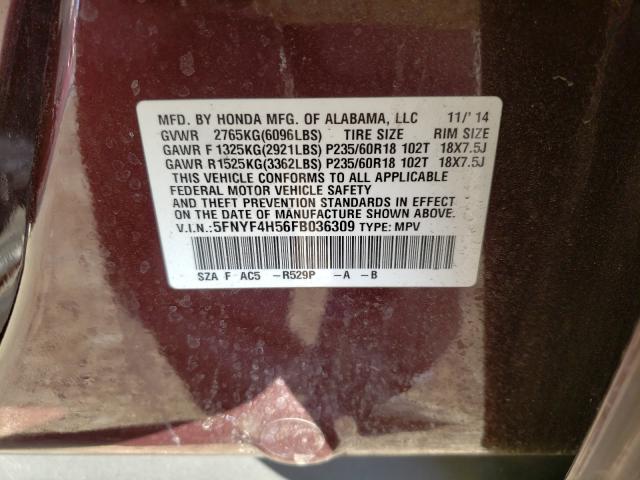 MFD. BY HONDA MFG. OF ALABAMA, LLC 11/'14
GVWR 2765KG(6096LBS) TIRE SIZE RIM SIZE
GAWR F 1325KG(2921LBS) P235/60R18 102T 18X7.5J
GAWR R 1525KG(3362LBS) P235/60R18 102T 18X7.5J
THIS VEHICLE CONFORMS TO ALL APPLICABLE
FEDERAL MOTOR VEHICLE SAFETY
AND THEFT PREVENTION STANDARDS IN EFFECT
ON THE DATE OF MANUFACTURE SHOWN ABOVE.
V.I.N.:5FNYF4H56FB036309 TYPE: MPV
SZA F AC5 -R529P -A -B